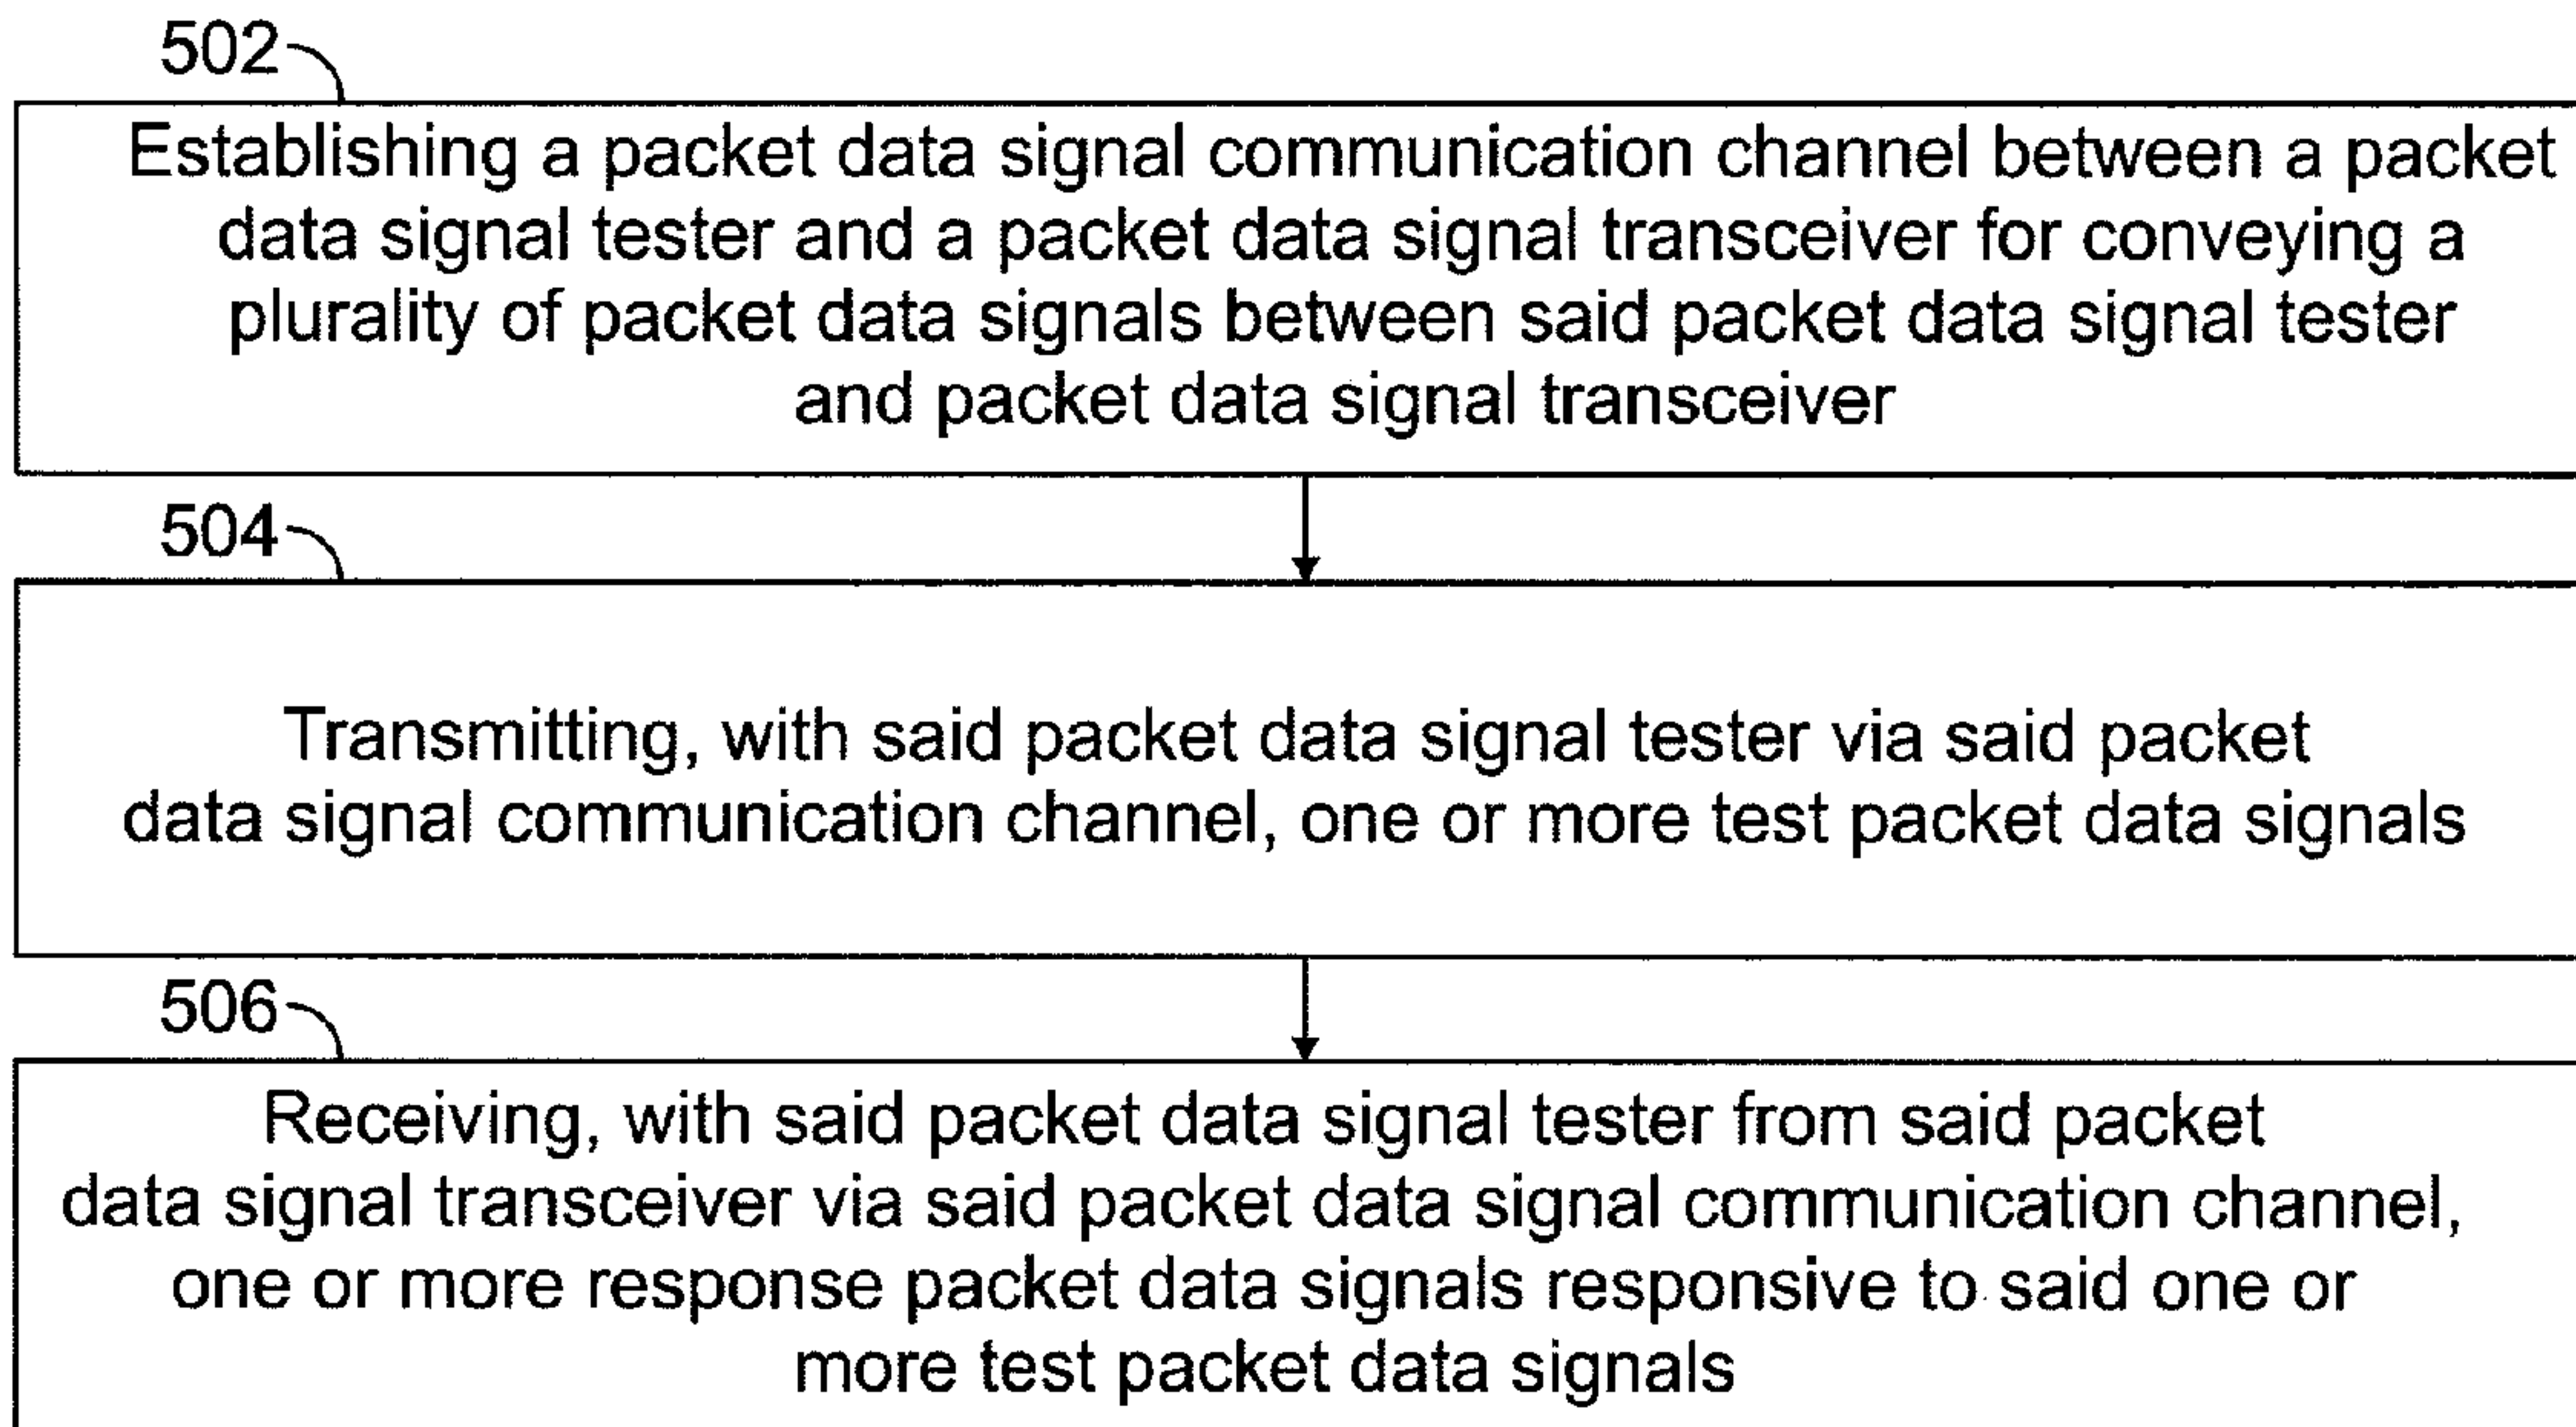 502
Establishing a packet data signal communication channel between a packet
data signal tester and a packet data signal transceiver for conveying a
plurality of packet data signals between said packet data signal tester
and packet data signal transceiver
504
Transmitting, with said packet data signal tester via said packet
data signal communication channel, one or more test packet data signals
506
Receiving, with said packet data signal tester from said packet
data signal transceiver via said packet data signal communication channel,
one or more response packet data signals responsive to said one or
more test packet data signals